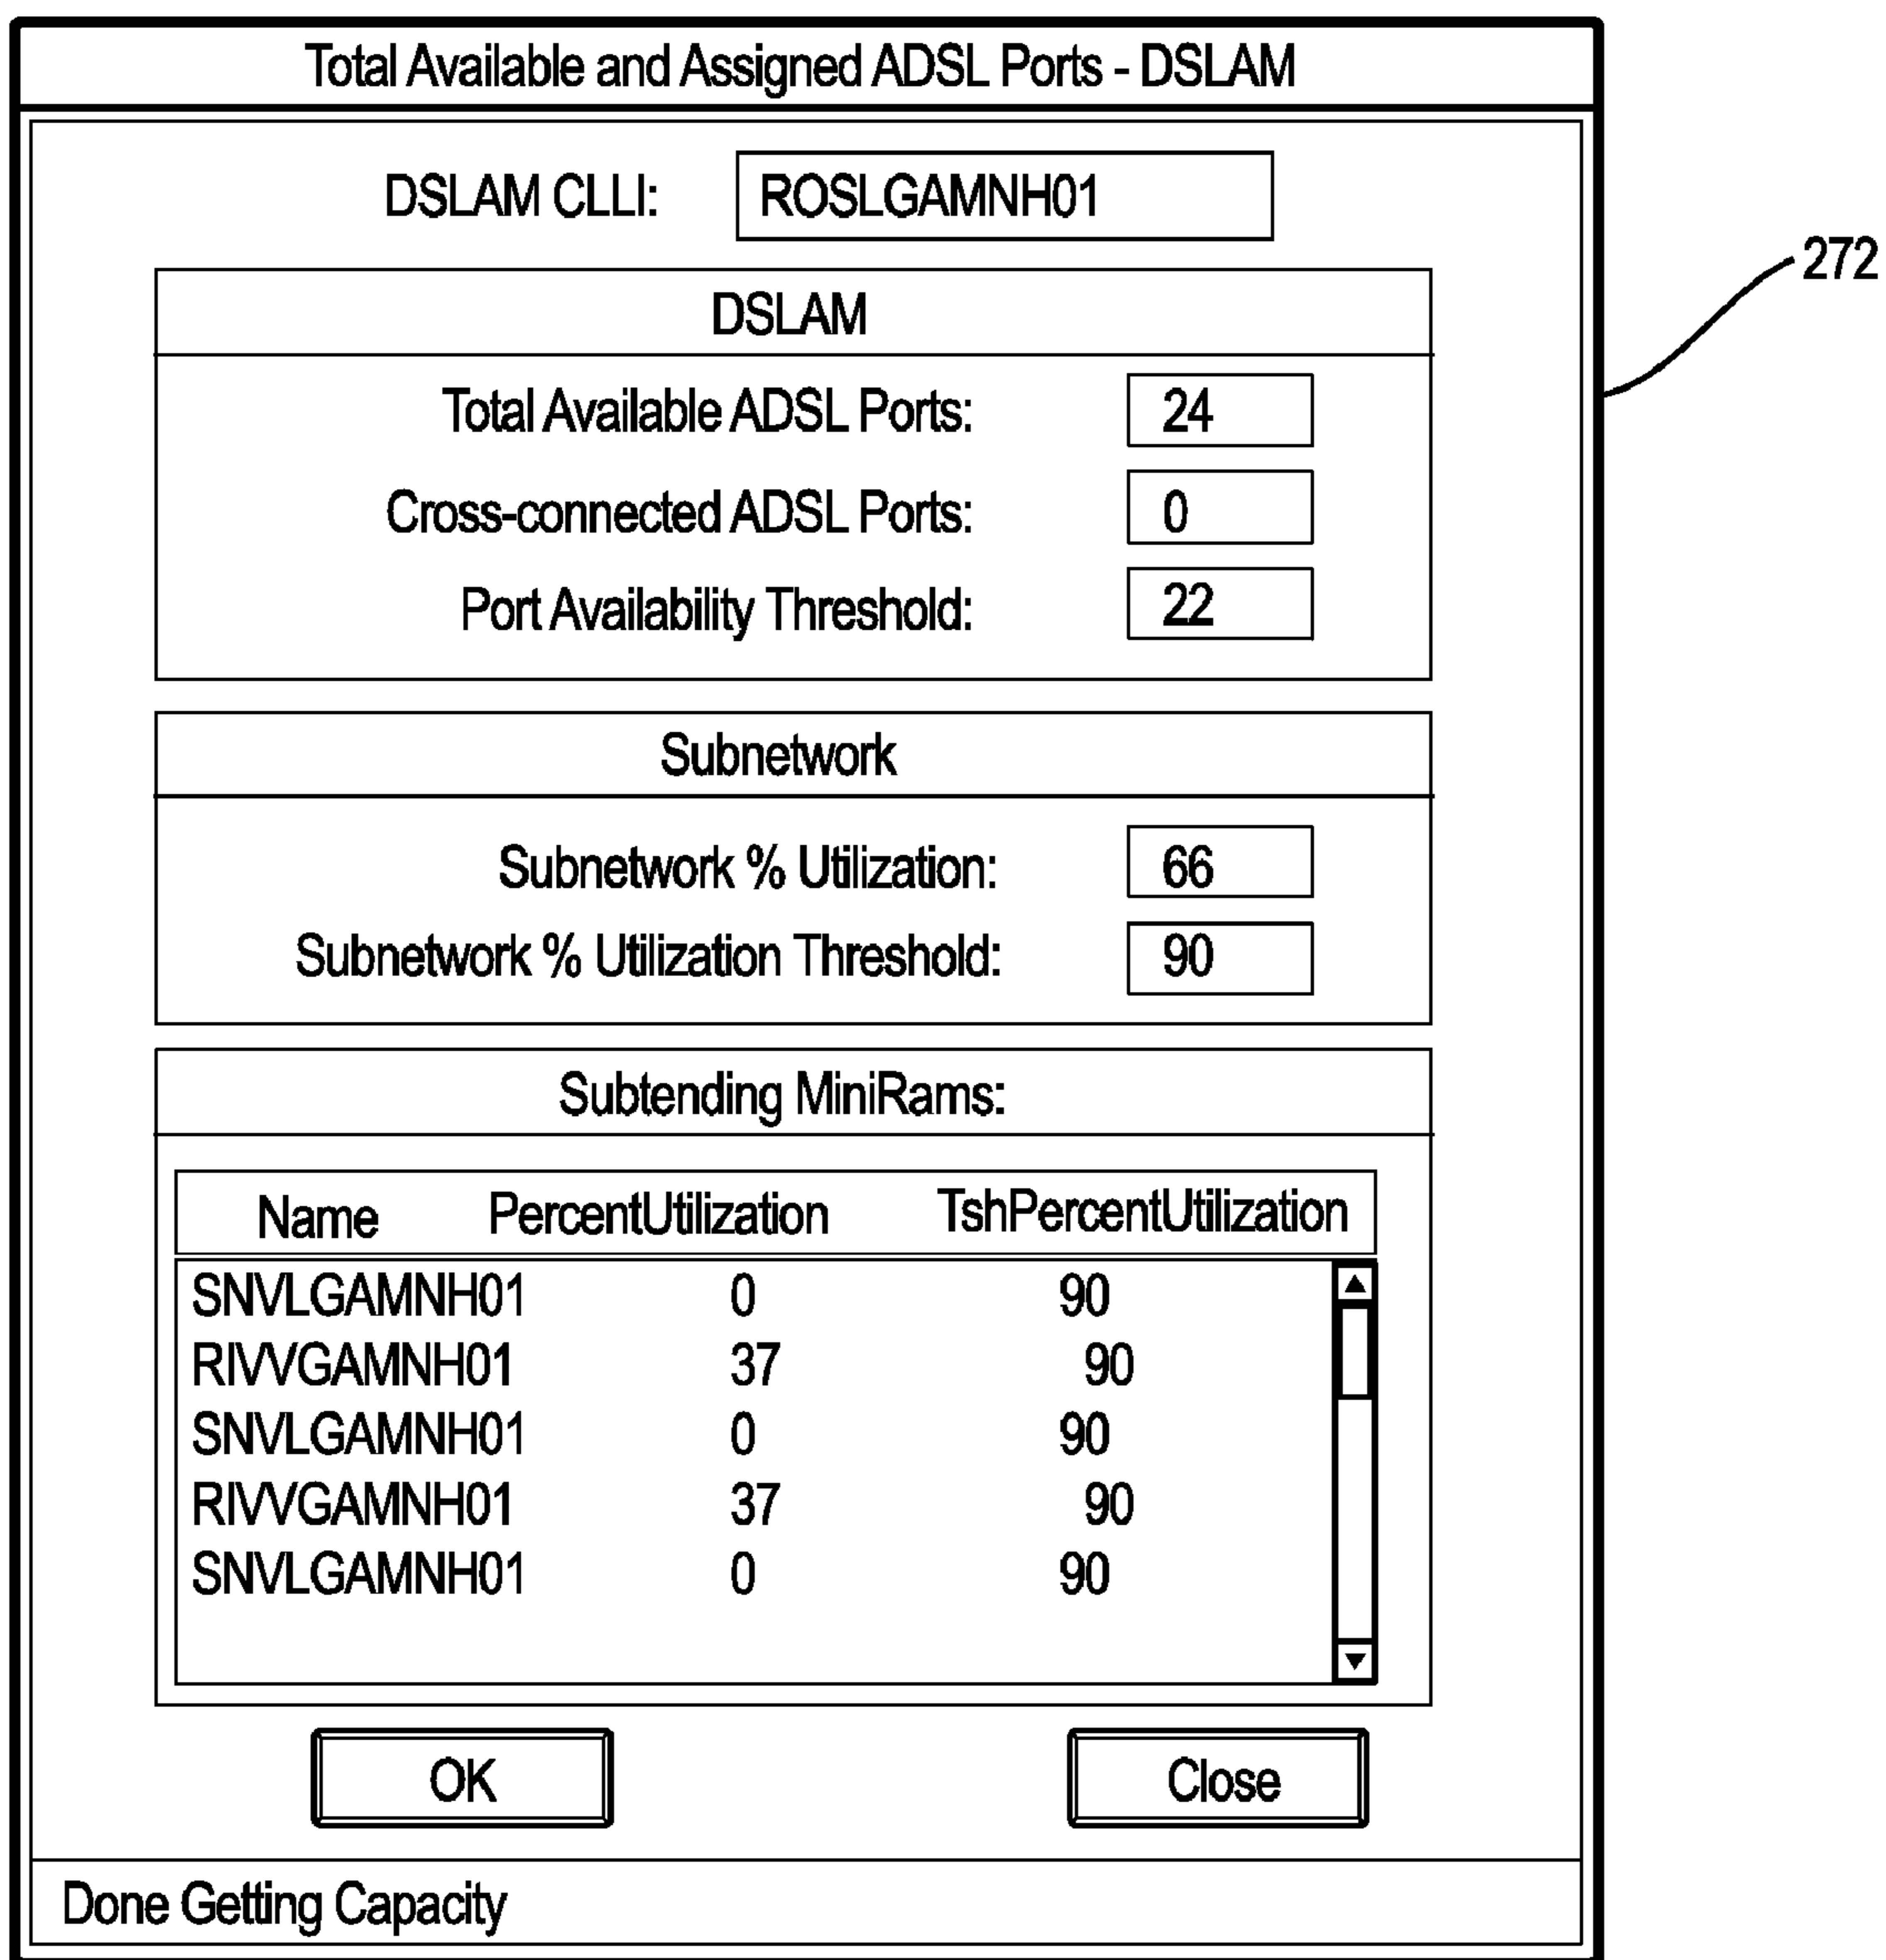 Total Available and Assigned ADSL Ports - DSLAM
DSLAM CLLI: ROSLGAMNH01
272
DSLAM
Total Available ADSL Ports: 24
Cross-connected ADSL Ports: 0
Port Availability Threshold: 22
Subnetwork
Subnetwork % Utilization: 66
Subnetwork % Utilization Threshold: 90
Subtending MiniRams:
Name PercentUtilization TshPercentUtilization
SNVLGAMNH01 0 90
RIVVGAMNH01 37 90
SNVLGAMNH01 0 90
RIVVGAMNH01 37 90
SNVLGAMNH01 0 90
OK Close
Done Getting Capacity